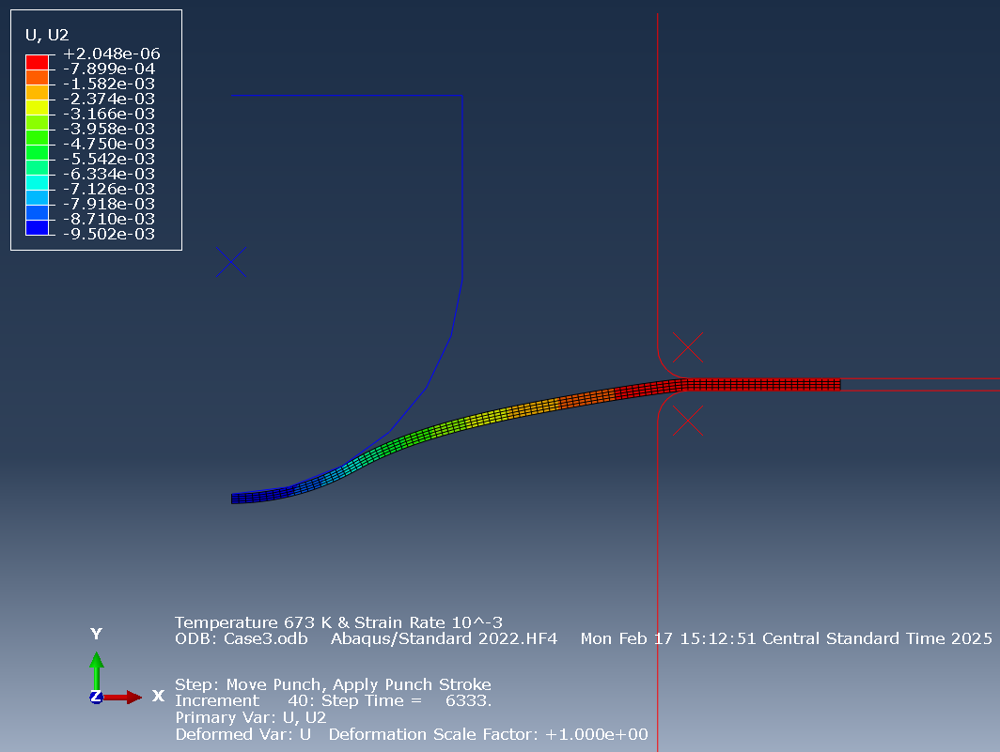 U, U2
+2.048e-06
-7.899e-04
-1.582e-03
-2.374e-03
-3.166e-03
-3.958e-03
-4.750e-03
-5.542e-03
-6.334e-03
-7.126e-03
-7.918e-03
-8.710e-03
-9.502e-03
Temperature 673 K & Strain Rate 10^-3
ODB: Case3.odb    Abaqus/Standard 2022.HF4    Mon Feb 17 15:12:51 Central Standard Time 2025
Y
Z
X
Step: Move Punch, Apply Punch Stroke
Increment     40: Step Time =    6333.
Primary Var: U, U2
Deformed Var: U   Deformation Scale Factor: +1.000e+00